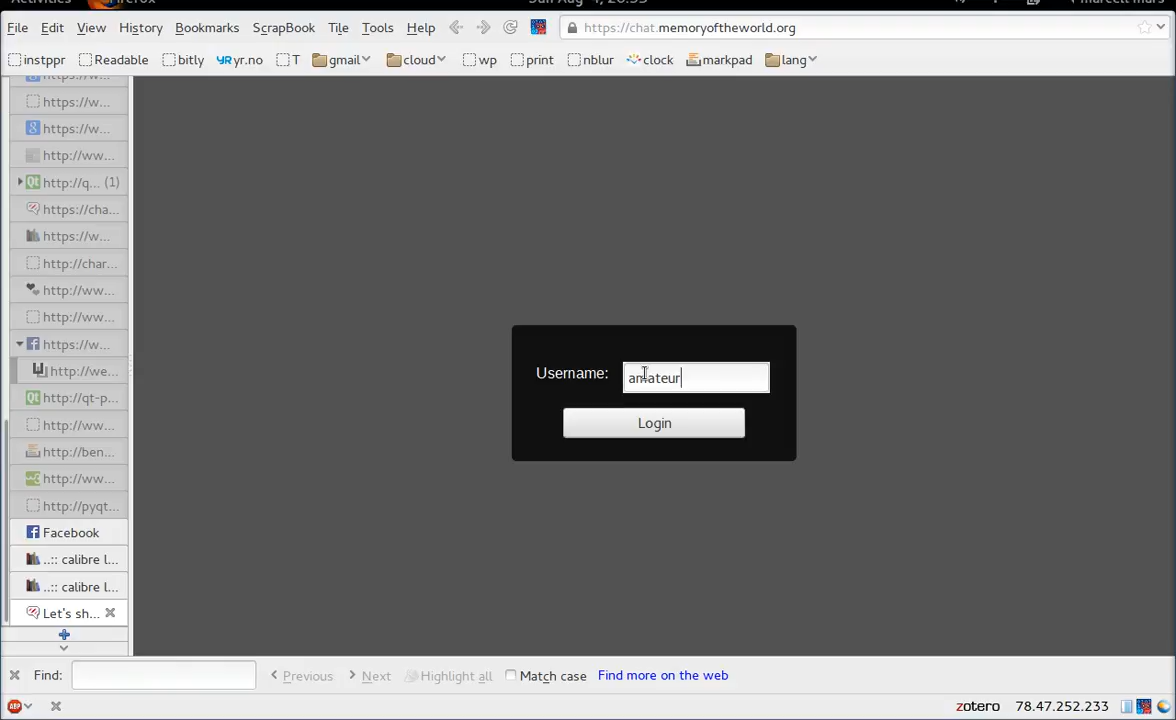 File Edit View History Bookmarks ScrapBook Tile Tools Help https://chat.memoryoftheworld.org
instppr Readable bitly yr.no T gmail cloud wp print nblur clock markpad lang
https://w...
https://w...
https://w...
http://ww...
http://q... (1)
https://cha...
https://w...
http://char...
http://ww...
http://ww...
https://w...
http://we...
http://qt-p...
http://ww...
http://ben...
http://ww...
http://pyqt...
Facebook
..:: calibre l...
..:: calibre l...
Let's sh...
Username: amateur
Login
Find: Previous Next Highlight all Match case Find more on the web
ABP zotero 78.47.252.233